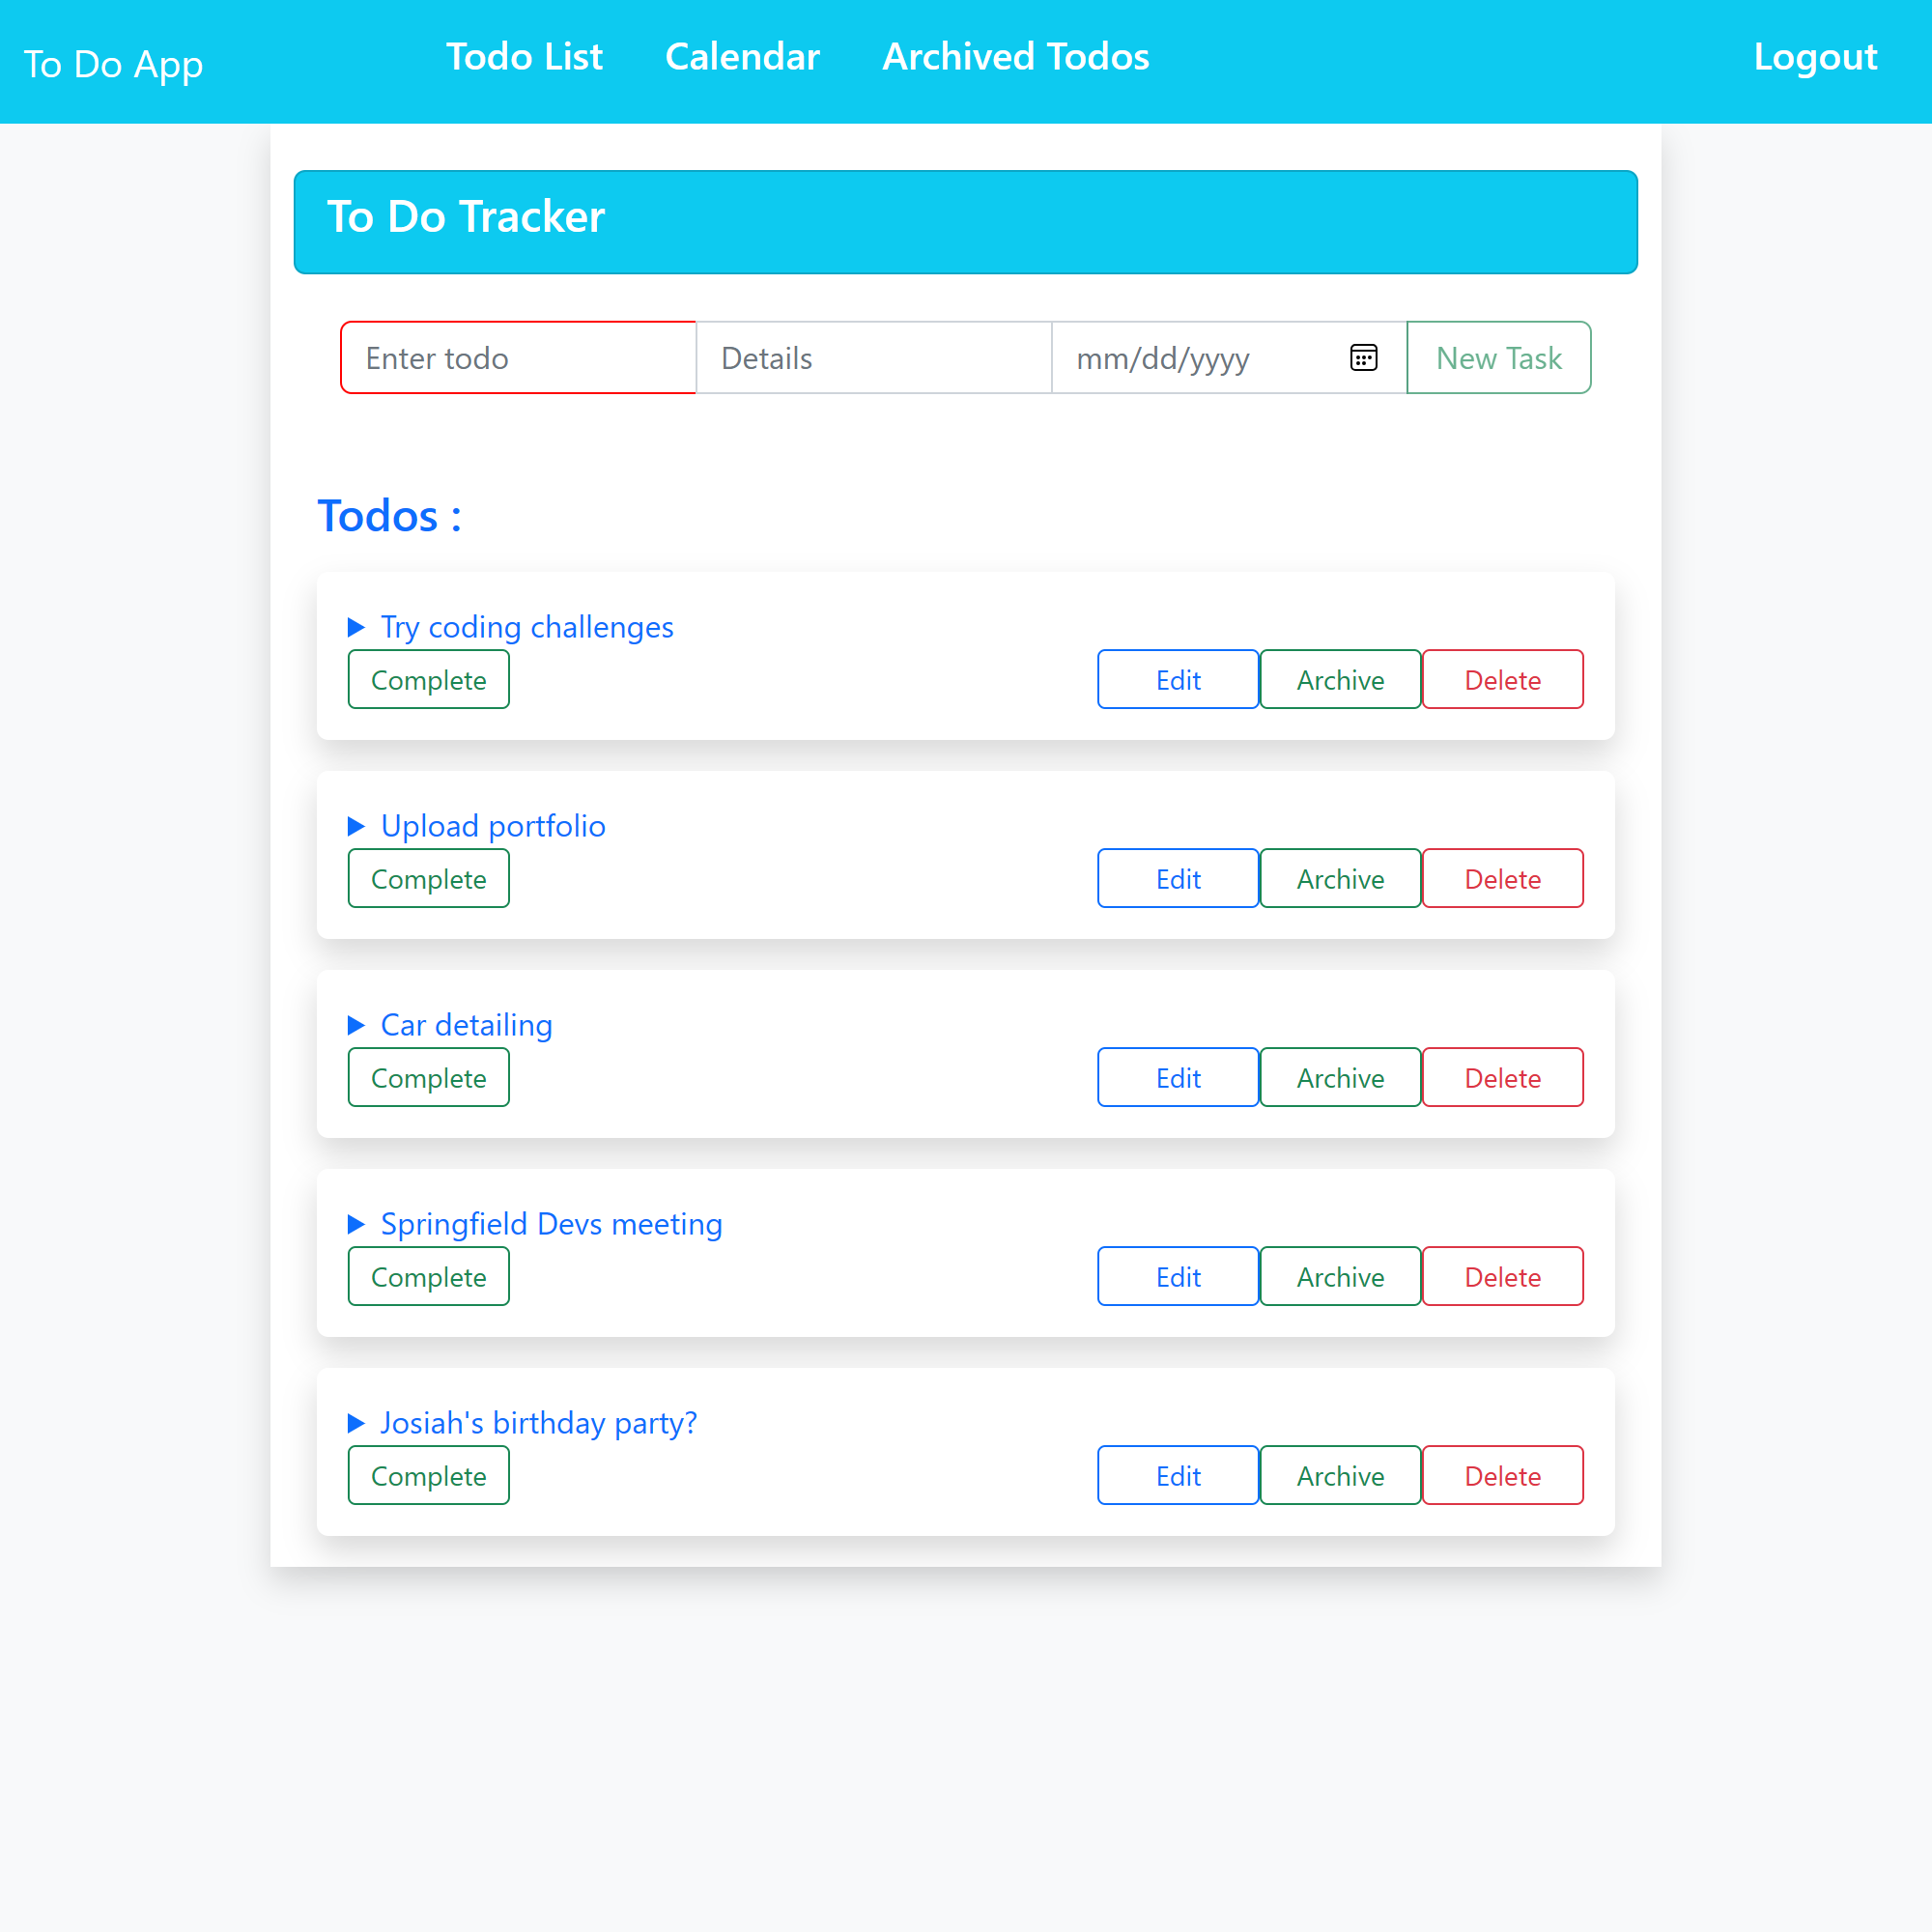 To Do App Todo List Calendar Archived Todos Logout
To Do Tracker
Enter todo Details mm/dd/yyyy New Task
Todos :
Try coding challenges
Complete Edit Archive Delete
Upload portfolio
Complete Edit Archive Delete
Car detailing
Complete Edit Archive Delete
Springfield Devs meeting
Complete Edit Archive Delete
Josiah's birthday party?
Complete Edit Archive Delete